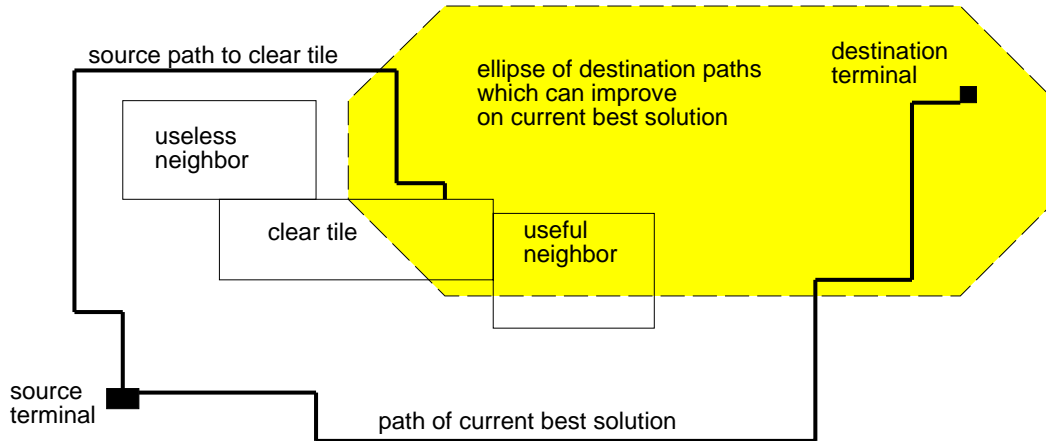 source path to clear tile
ellipse of destination paths
which can improve
on current best solution
destination
terminal
useless
neighbor
clear tile
useful
neighbor
source
terminal
path of current best solution